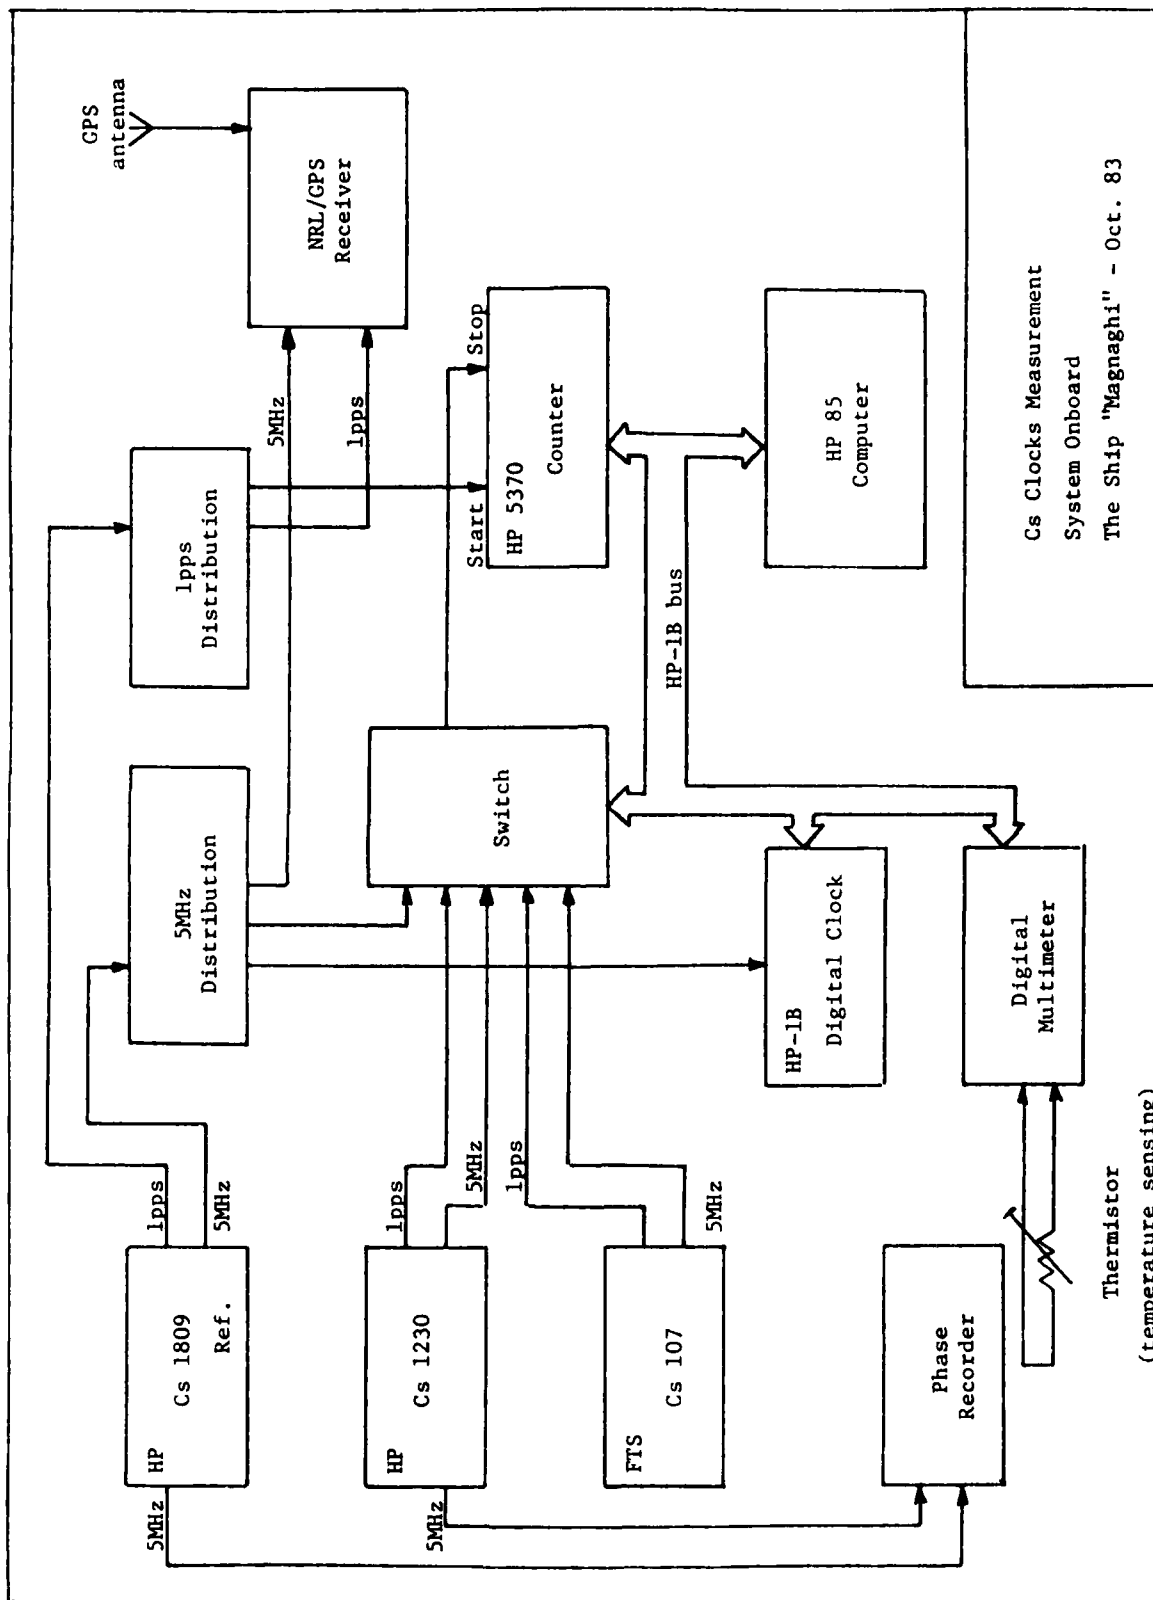 GPS
antenna
NRL/GPS
Receiver
5MHz
1pps
1pps
Distribution
5MHz
Distribution
1pps
5MHz
5MHz
HP
Cs 1809
Ref.
Start
Stop
HP 5370
Counter
Switch
1pps
5MHz
5MHz
HP
Cs 1230
1pps
5MHz
FTS
Cs 107
HP-1B bus
HP 85
Computer
HP-1B
Digital Clock
Phase
Recorder
Digital
Multimeter
Thermistor
(temperature sensing)
Cs Clocks Measurement
System Onboard
The Ship "Magnaghi" - Oct. 83